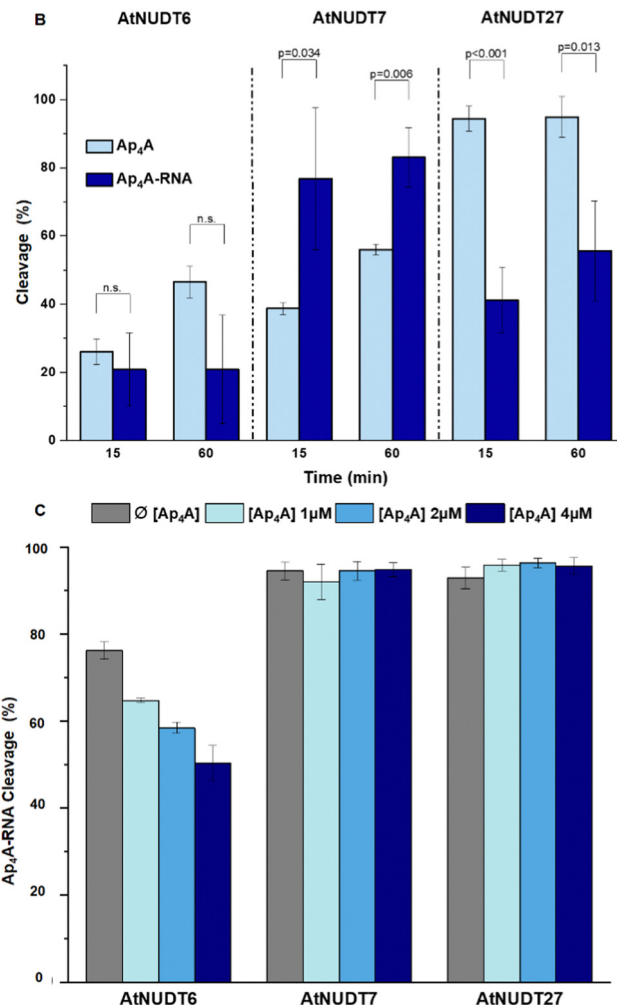 B
AtNUDT6 AtNUDT7 AtNUDT27
p=0.034 p=0.006 p<0.001 p=0.013
100
Ap₄A
Ap₄A-RNA
80
n.s.
60
n.s.
40
20
0
Cleavage (%)
15 60 15 60 15 60
Time (min)
C
Ø [Ap₄A] [Ap₄A] 1µM [Ap₄A] 2µM [Ap₄A] 4µM
100
80
60
40
20
0
Ap₄A-RNA Cleavage (%)
AtNUDT6 AtNUDT7 AtNUDT27